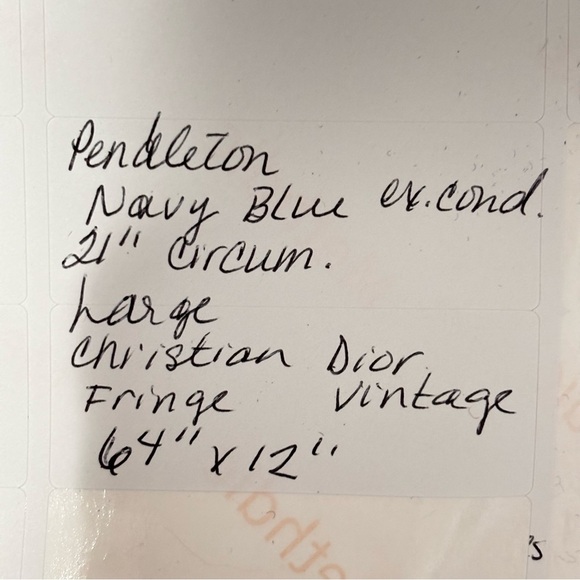 Pendleton
Navy Blue ex.cond.
21" Circum.
Large
Christian Dior
Fringe Vintage
64" x 12"
's